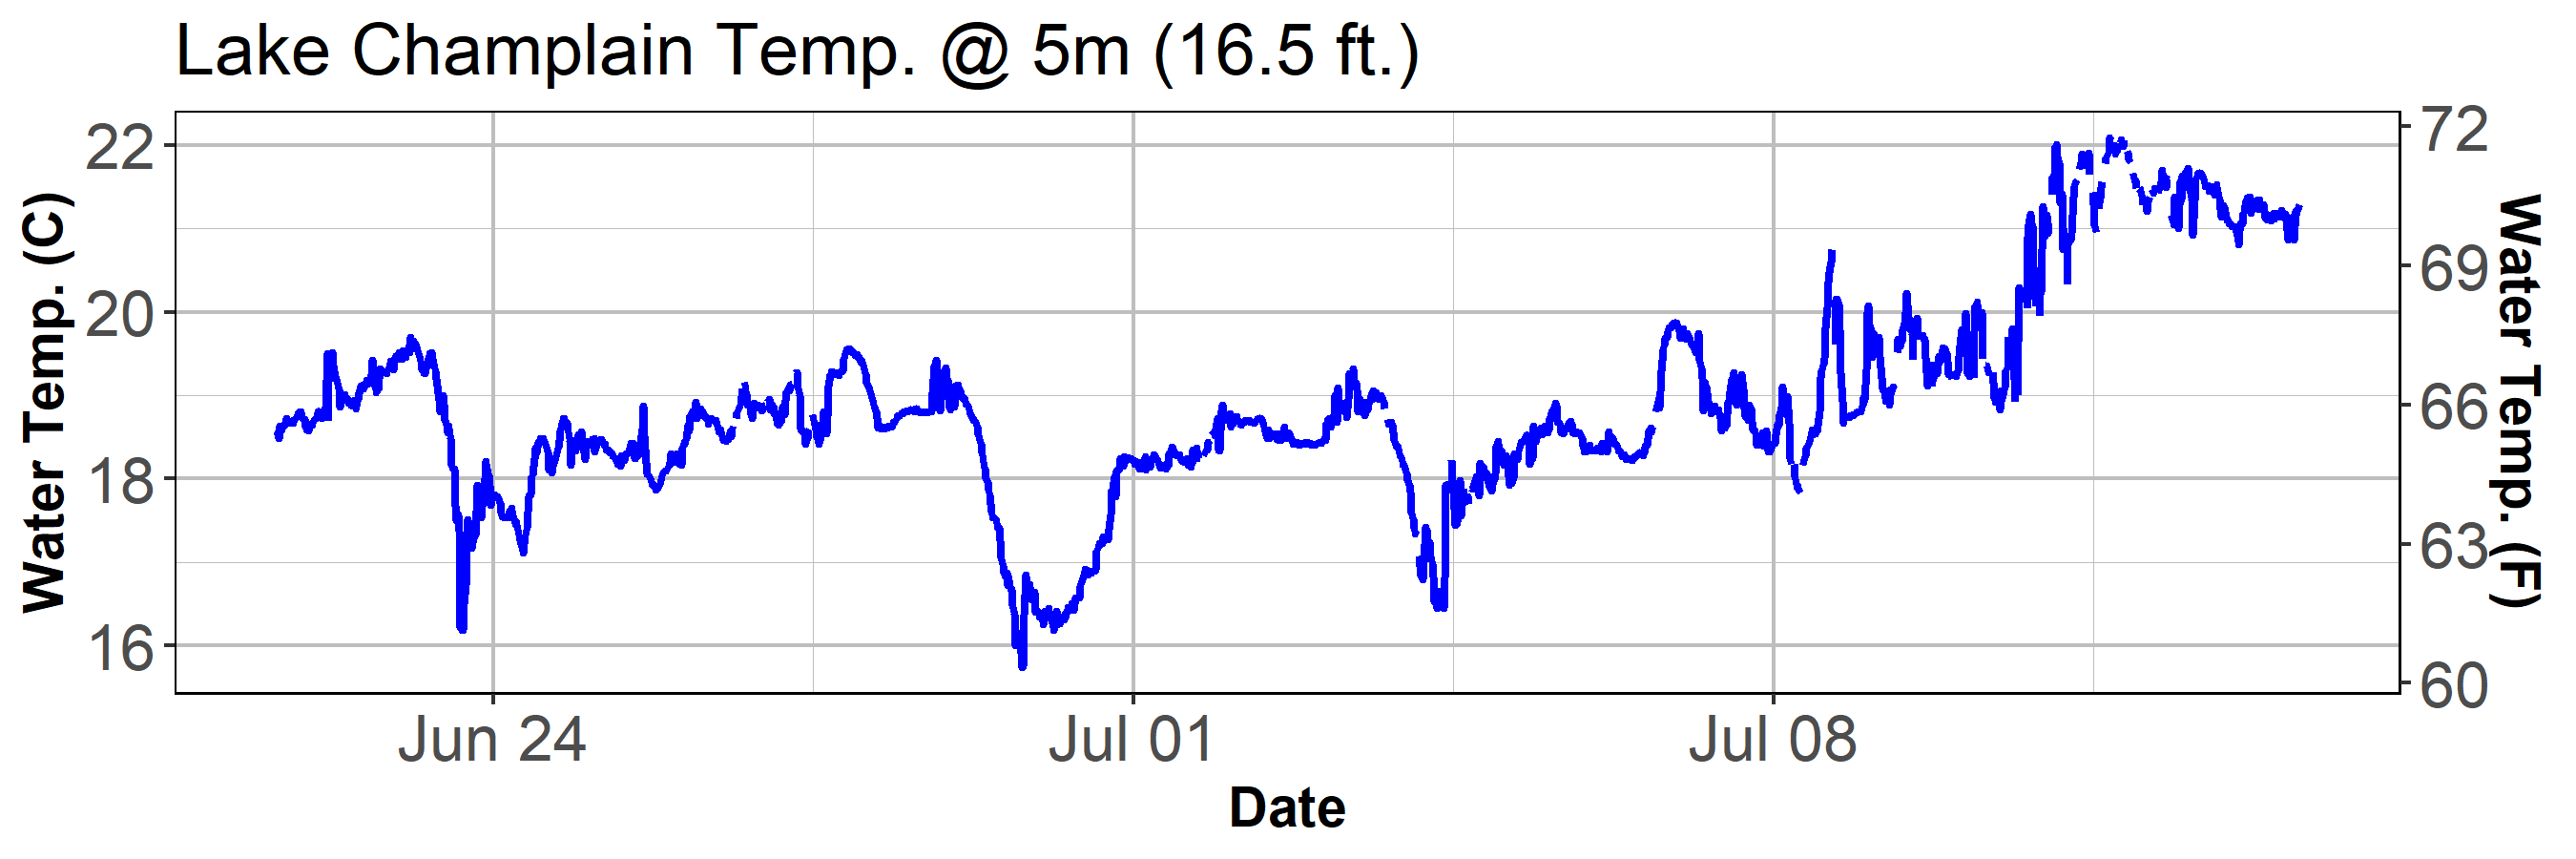 Lake Champlain Temp. @ 5m (16.5 ft.)
Water Temp. (C)
22
20
18
16
72
69
66
63
60
Water Temp. (F)
Jun 24
Jul 01
Jul 08
Date